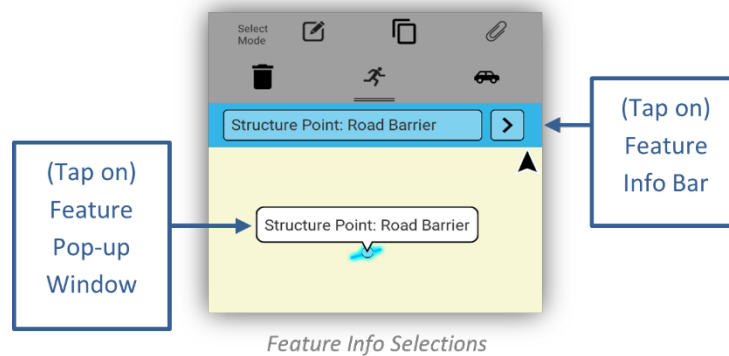 Select
Mode
Structure Point: Road Barrier
(Tap on)
Feature
Info Bar
(Tap on)
Feature
Pop-up
Window
Structure Point: Road Barrier
Feature Info Selections